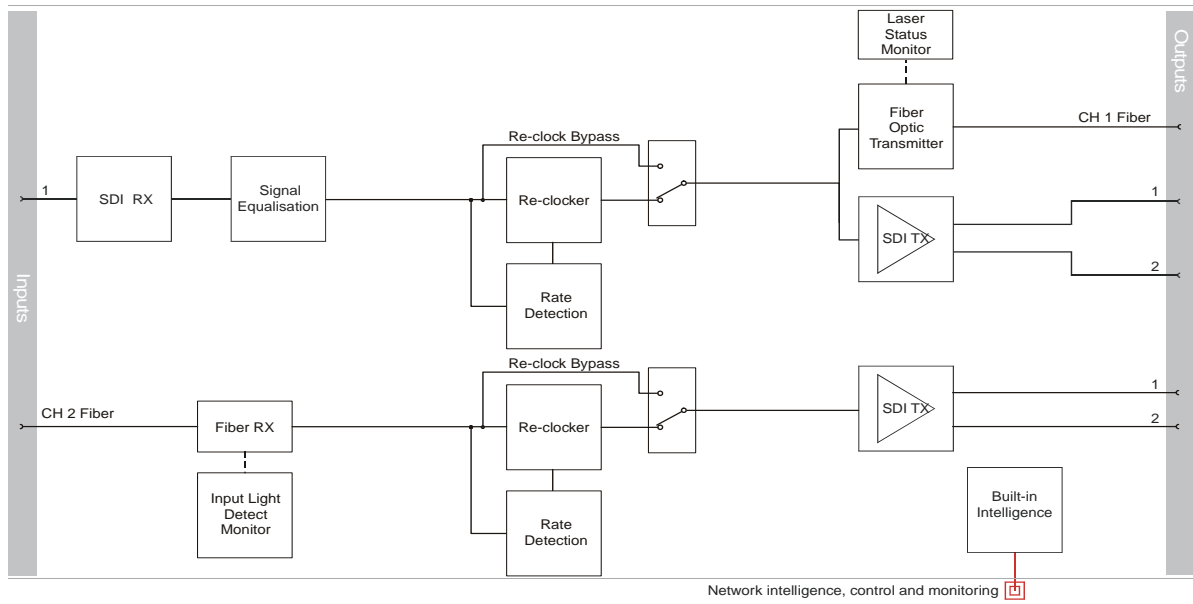 Inputs
Outputs
Laser
Status
Monitor
Fiber
Optic
Transmitter
CH 1 Fiber
Re-clock Bypass
1
SDI RX
Signal
Equalisation
Re-clocker
SDI TX
1
2
Rate
Detection
Re-clock Bypass
CH 2 Fiber
Fiber RX
Re-clocker
SDI TX
1
2
Input Light
Detect
Monitor
Rate
Detection
Built-in
Intelligence
Network intelligence, control and monitoring